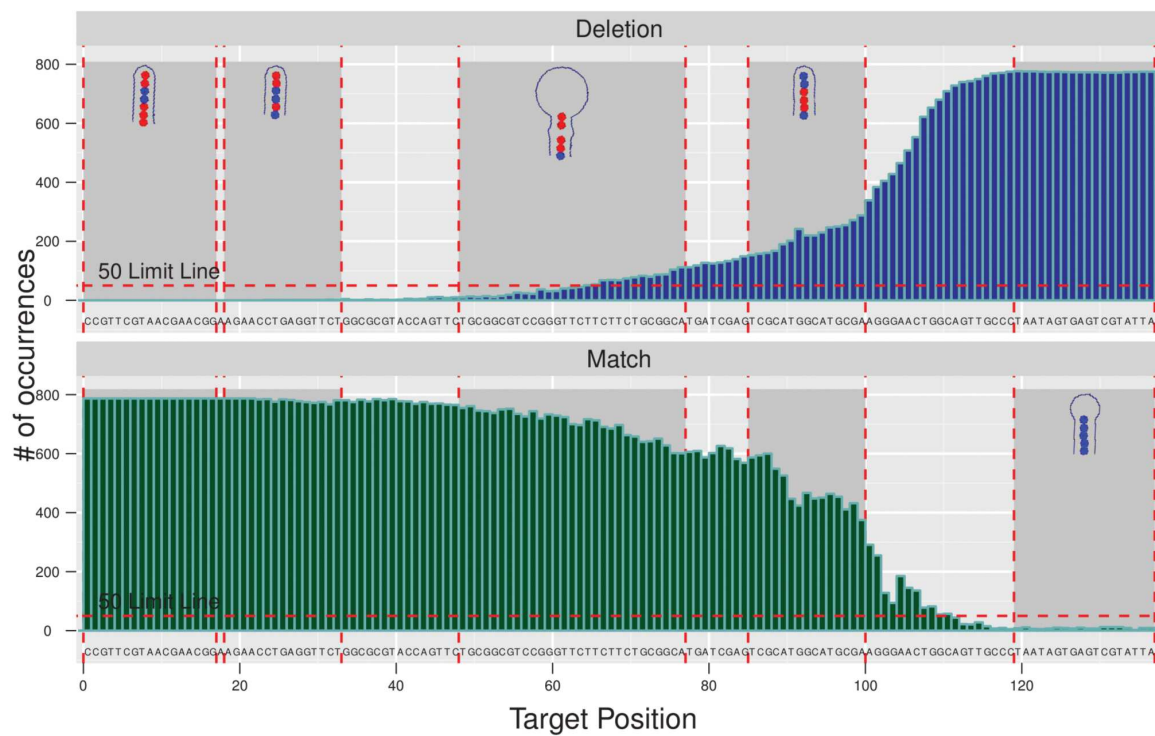 Deletion
800
600
400
200
0
50 Limit Line
CCGTTCGTAACGAACGGAAGAACCTGAGGTTCTGGCGCGTACCAGTTCTGCGGCGTCCGGGTTCTTCTTCTGCGGCATGATCGAGTCGCATGGCATGCGAAGGGAACTGGCAGTTGCCCTAATAGTGAGTCGTATTA
Match
800
600
400
200
0
50 Limit Line
CCGTTCGTAACGAACGGAAGAACCTGAGGTTCTGGCGCGTACCAGTTCTGCGGCGTCCGGGTTCTTCTTCTGCGGCATGATCGAGTCGCATGGCATGCGAAGGGAACTGGCAGTTGCCCTAATAGTGAGTCGTATTA
# of occurrences
0 20 40 60 80 100 120
Target Position